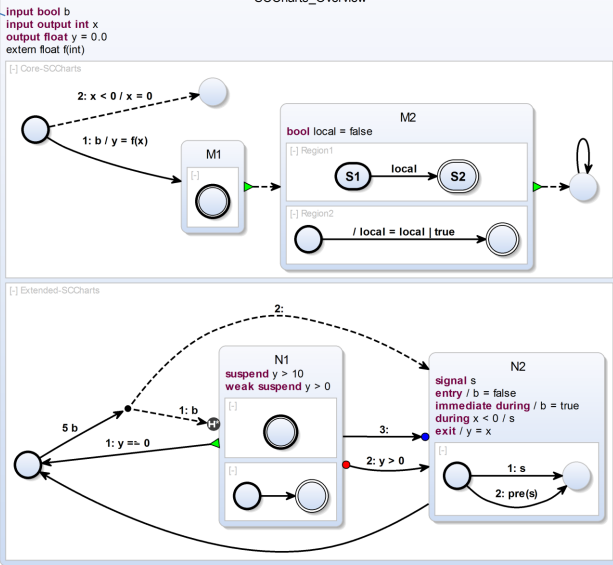 SCCharts_Overview
input bool b
input output int x
output float y = 0.0
extern float f(int)
[-] Core-SCCharts
2: x < 0 / x = 0
1: b / y = f(x)
M1
[-]
M2
bool local = false
[-] Region1
S1
local
S2
[-] Region2
/ local = local | true
[-] Extended-SCCharts
2:
5 b
1: b
H*
1: y == 0
N1
suspend y > 10
weak suspend y > 0
[-]
[-]
3:
2: y > 0
N2
signal s
entry / b = false
immediate during / b = true
during x < 0 / s
exit / y = x
[-]
1: s
2: pre(s)